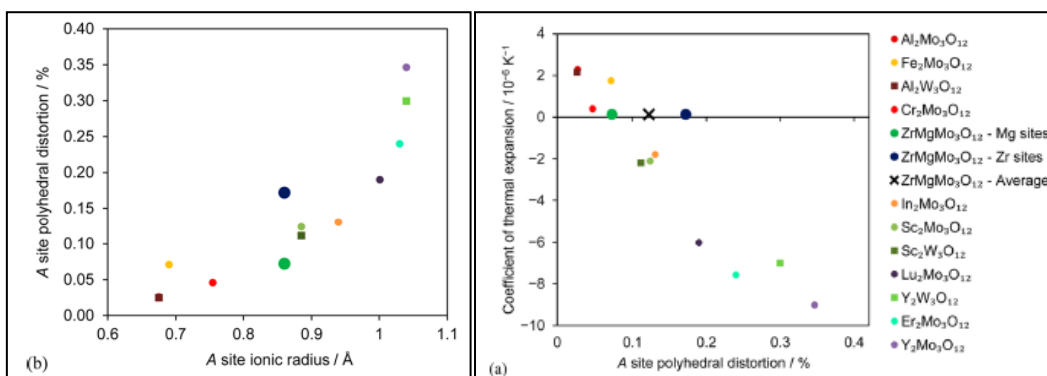 A site polyhedral distortion / %
0.40
0.35
0.30
0.25
0.20
0.15
0.10
0.05
0.00
0.6
0.7
0.8
0.9
1
1.1
A site ionic radius / Å
(b)
Coefficient of thermal expansion / 10⁻⁶ K⁻¹
4
2
0
−2
−4
−6
−8
−10
0
0.1
0.2
0.3
0.4
A site polyhedral distortion / %
(a)
Al₂Mo₃O₁₂
Fe₂Mo₃O₁₂
Al₂W₃O₁₂
Cr₂Mo₃O₁₂
ZrMgMo₃O₁₂ - Mg sites
ZrMgMo₃O₁₂ - Zr sites
ZrMgMo₃O₁₂ - Average
In₂Mo₃O₁₂
Sc₂Mo₃O₁₂
Sc₂W₃O₁₂
Lu₂Mo₃O₁₂
Y₂W₃O₁₂
Er₂Mo₃O₁₂
Y₂Mo₃O₁₂